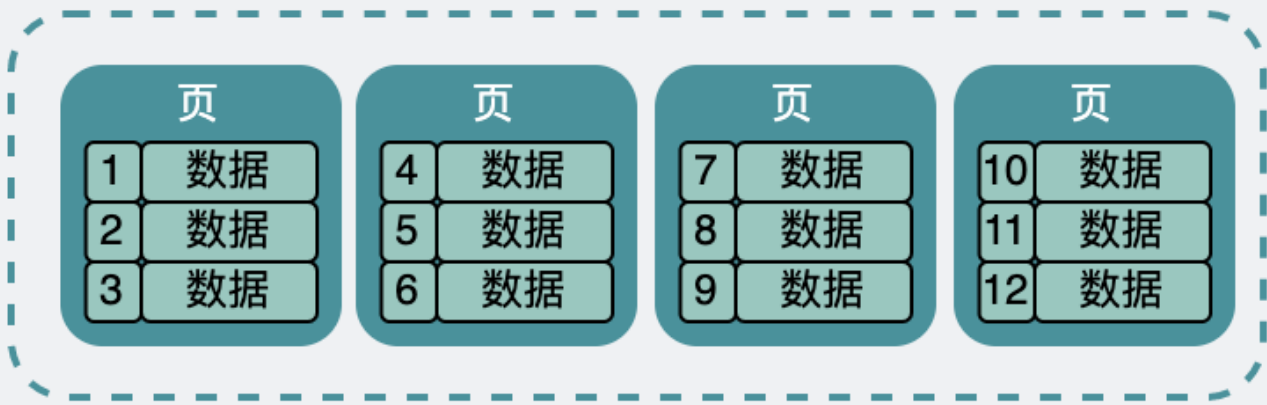 页
1 数据
2 数据
3 数据
页
4 数据
5 数据
6 数据
页
7 数据
8 数据
9 数据
页
10 数据
11 数据
12 数据